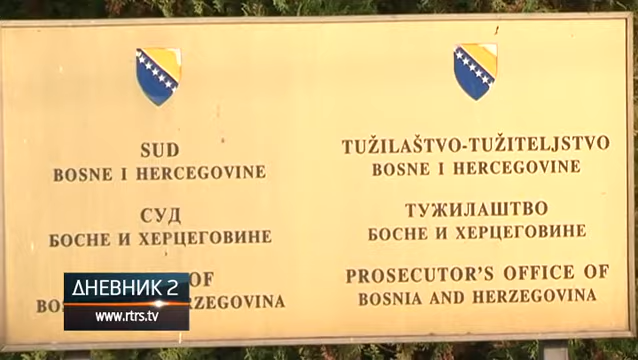 SUD
BOSNE I HERCEGOVINE
СУД
БОСНЕ И ХЕРЦЕГОВИНЕ
OF
HERZEGOVINA
TUŽILAŠTVO-TUŽITELJSTVO
BOSNE I HERCEGOVINE
ТУЖИЛАШТВО
БОСНЕ И ХЕРЦЕГОВИНЕ
PROSECUTOR'S OFFICE OF
BOSNIA AND HERZEGOVINA
ДНЕВНИК 2
www.rtrs.tv